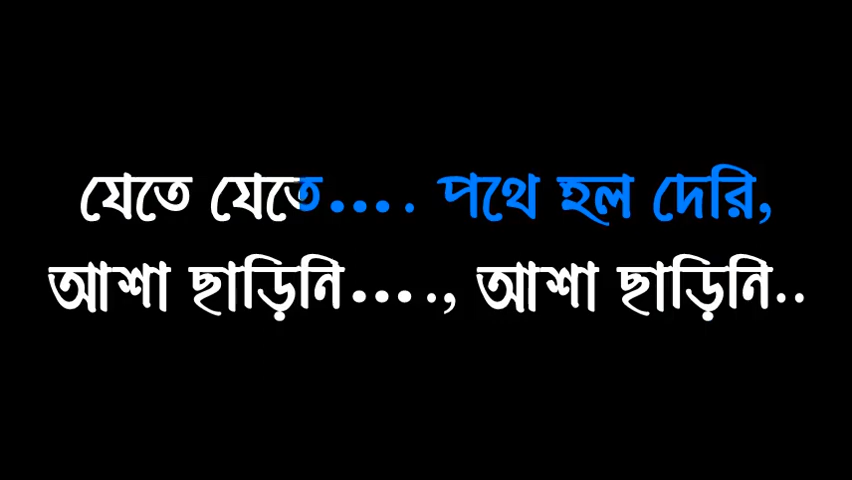 যেতে যেতে.... পথে হল দেরি,
আশা ছাড়িনি....., আশা ছাড়িনি..